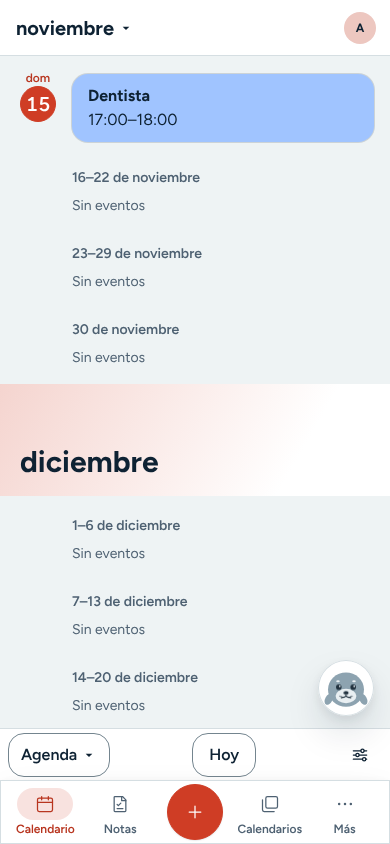 noviembre
A
dom
15
Dentista
17:00–18:00
16–22 de noviembre
Sin eventos
23–29 de noviembre
Sin eventos
30 de noviembre
Sin eventos
diciembre
1–6 de diciembre
Sin eventos
7–13 de diciembre
Sin eventos
14–20 de diciembre
Sin eventos
Agenda
Hoy
Calendario
Notas
Calendarios
Más